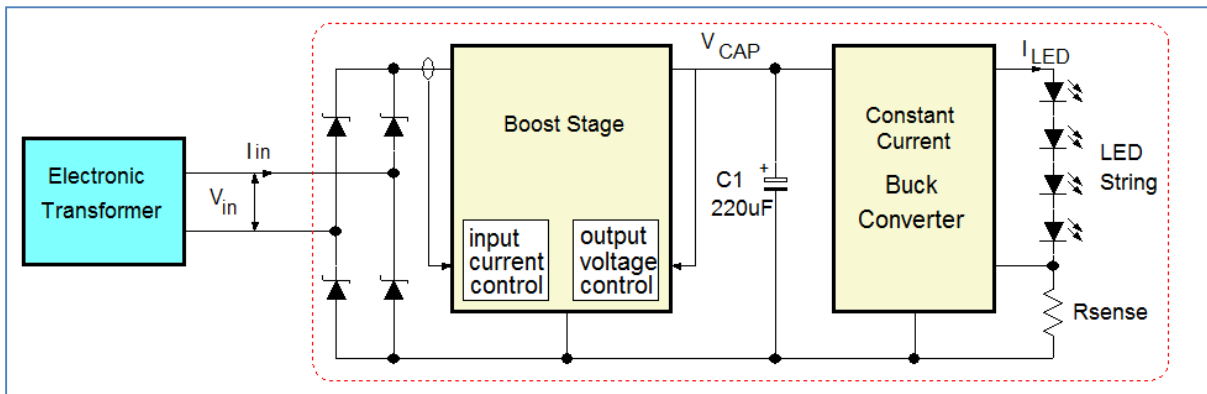 Electronic
Transformer
I in
V in
Boost Stage
input
current
control
output
voltage
control
V CAP
C1
220uF
+
Constant
Current
Buck
Converter
I LED
LED
String
Rsense